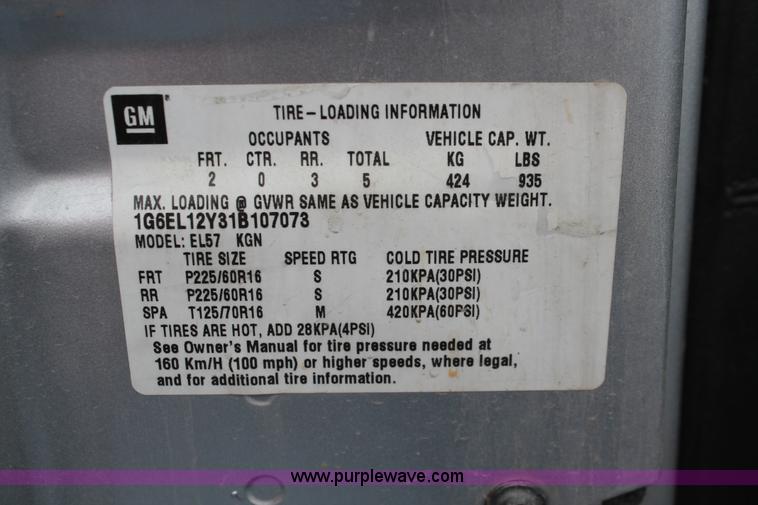 GM
TIRE-LOADING INFORMATION
OCCUPANTS VEHICLE CAP. WT.
FRT. CTR. RR. TOTAL KG LBS
2 0 3 5 424 935
MAX. LOADING @ GVWR SAME AS VEHICLE CAPACITY WEIGHT.
1G6EL12Y31B107073
MODEL: EL57 KGN
TIRE SIZE SPEED RTG COLD TIRE PRESSURE
FRT P225/60R16 S 210KPA(30PSI)
RR P225/60R16 S 210KPA(30PSI)
SPA T125/70R16 M 420KPA(60PSI)
IF TIRES ARE HOT, ADD 28KPA(4PSI)
See Owner's Manual for tire pressure needed at
160 Km/H (100 mph) or higher speeds, where legal,
and for additional tire information.
www.purplewave.com